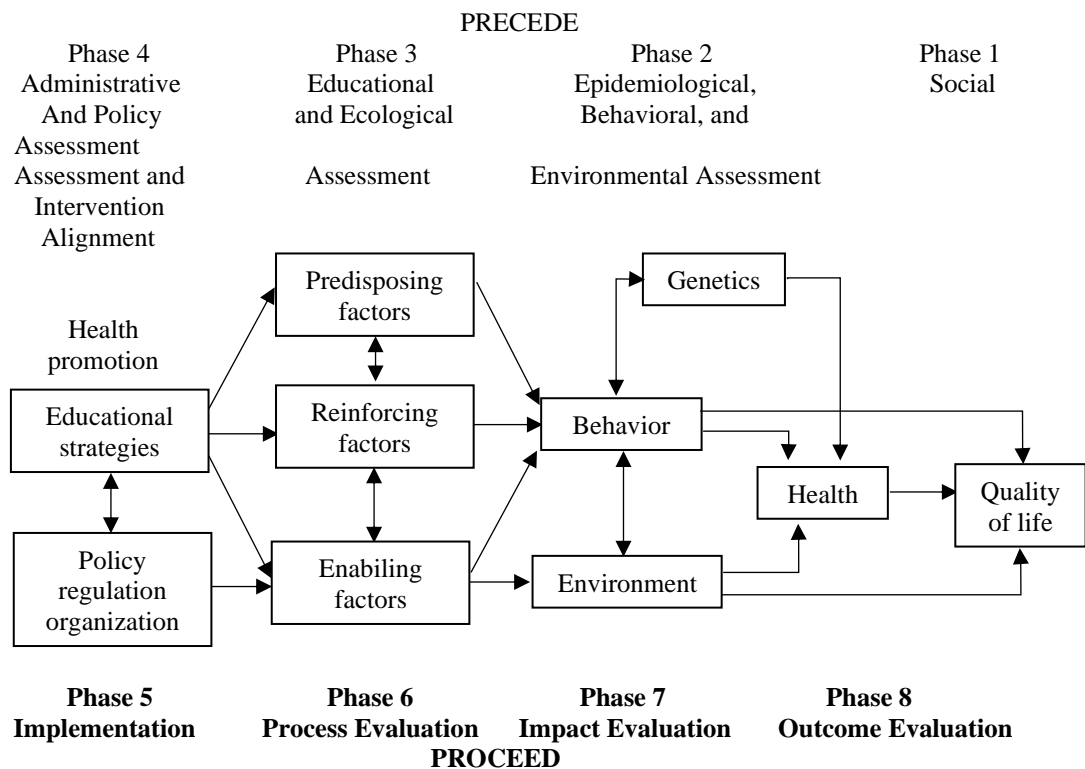 PRECEDE
Phase 4
Administrative
And Policy
Assessment
Assessment and
Intervention
Alignment
Phase 3
Educational
and Ecological
Assessment
Phase 2
Epidemiological,
Behavioral, and
Environmental Assessment
Phase 1
Social
Health
promotion
Educational
strategies
Policy
regulation
organization
Predisposing
factors
Reinforcing
factors
Enabiling
factors
Genetics
Behavior
Environment
Health
Quality
of life
Phase 5
Implementation
Phase 6
Process Evaluation
Phase 7
Impact Evaluation
Phase 8
Outcome Evaluation
PROCEED